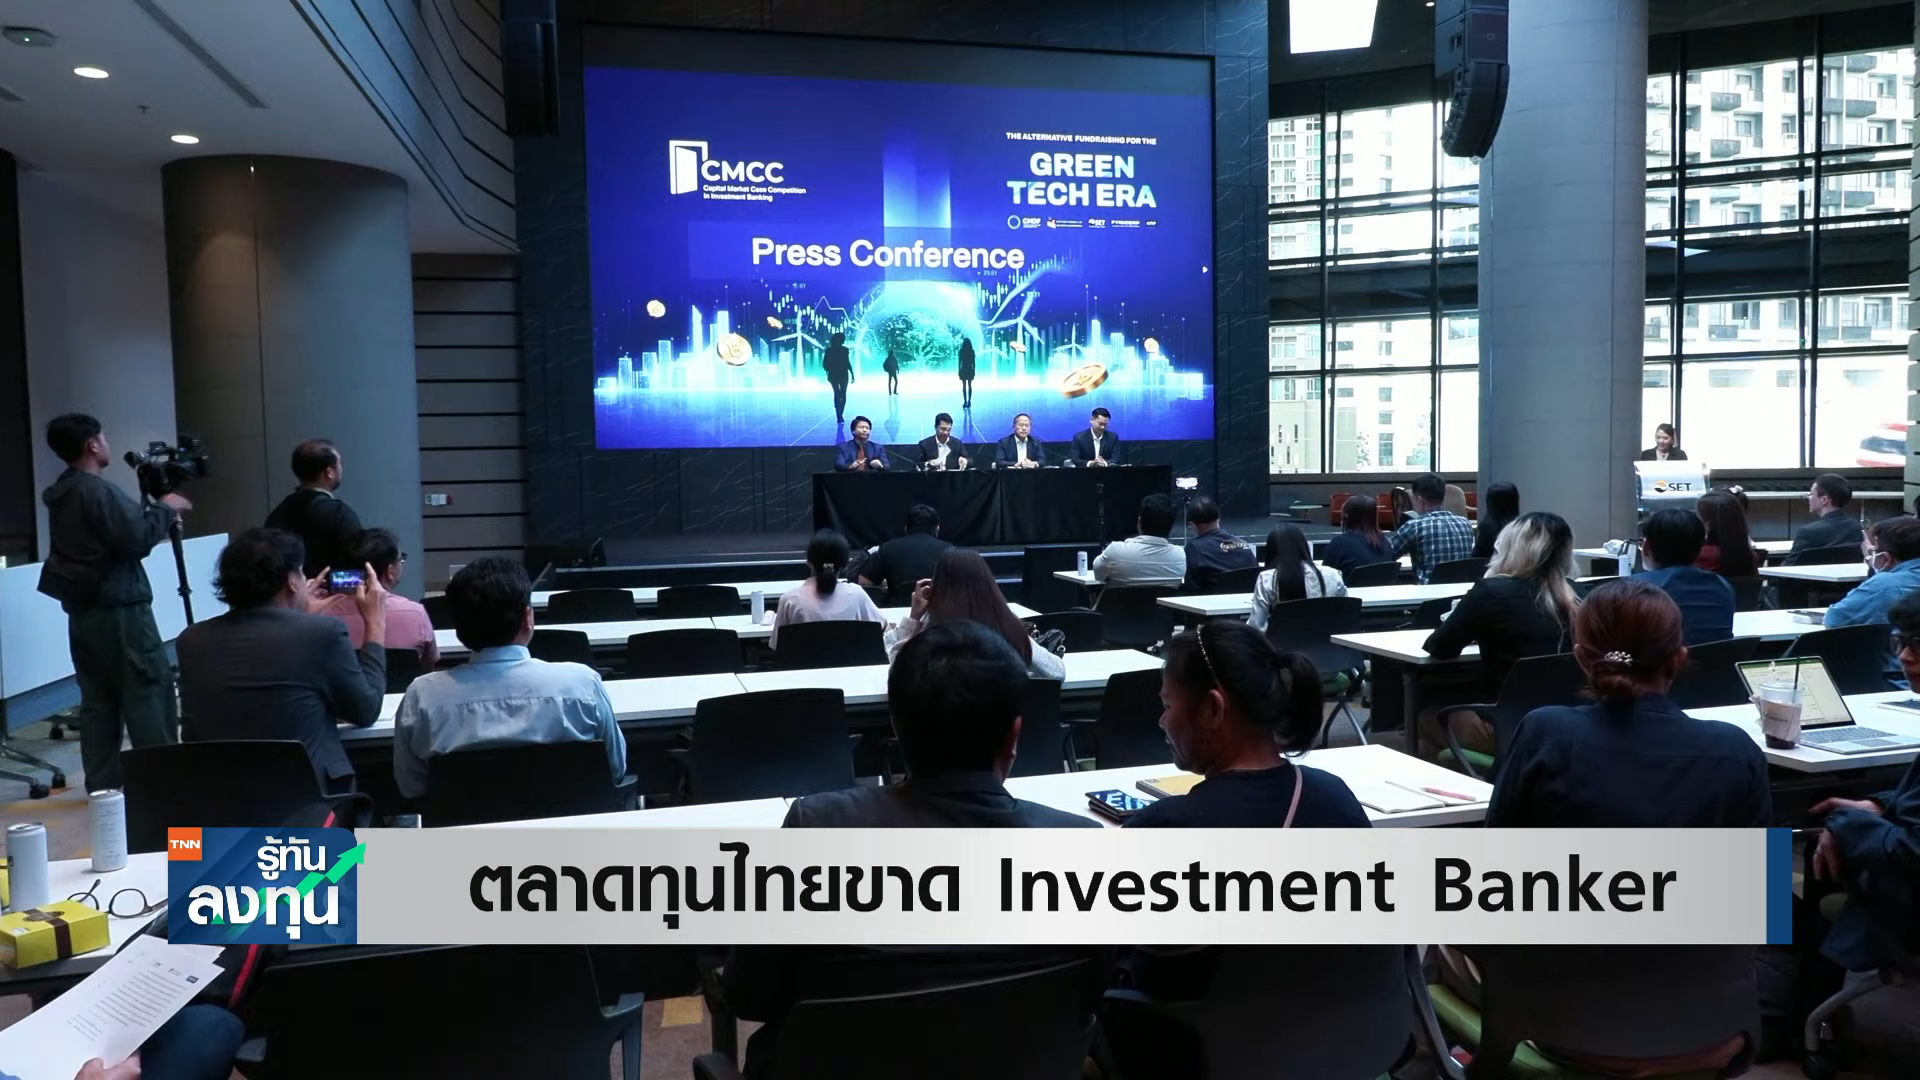 CMCC
Capital Market Case Competition
in Investment Banking
THE ALTERNATIVE FUNDRAISING FOR THE
GREEN
TECH ERA
CMDF
SET
Press Conference
SET
TNN
รู้ทัน
ลงทุน
ตลาดทุนไทยขาด Investment Banker